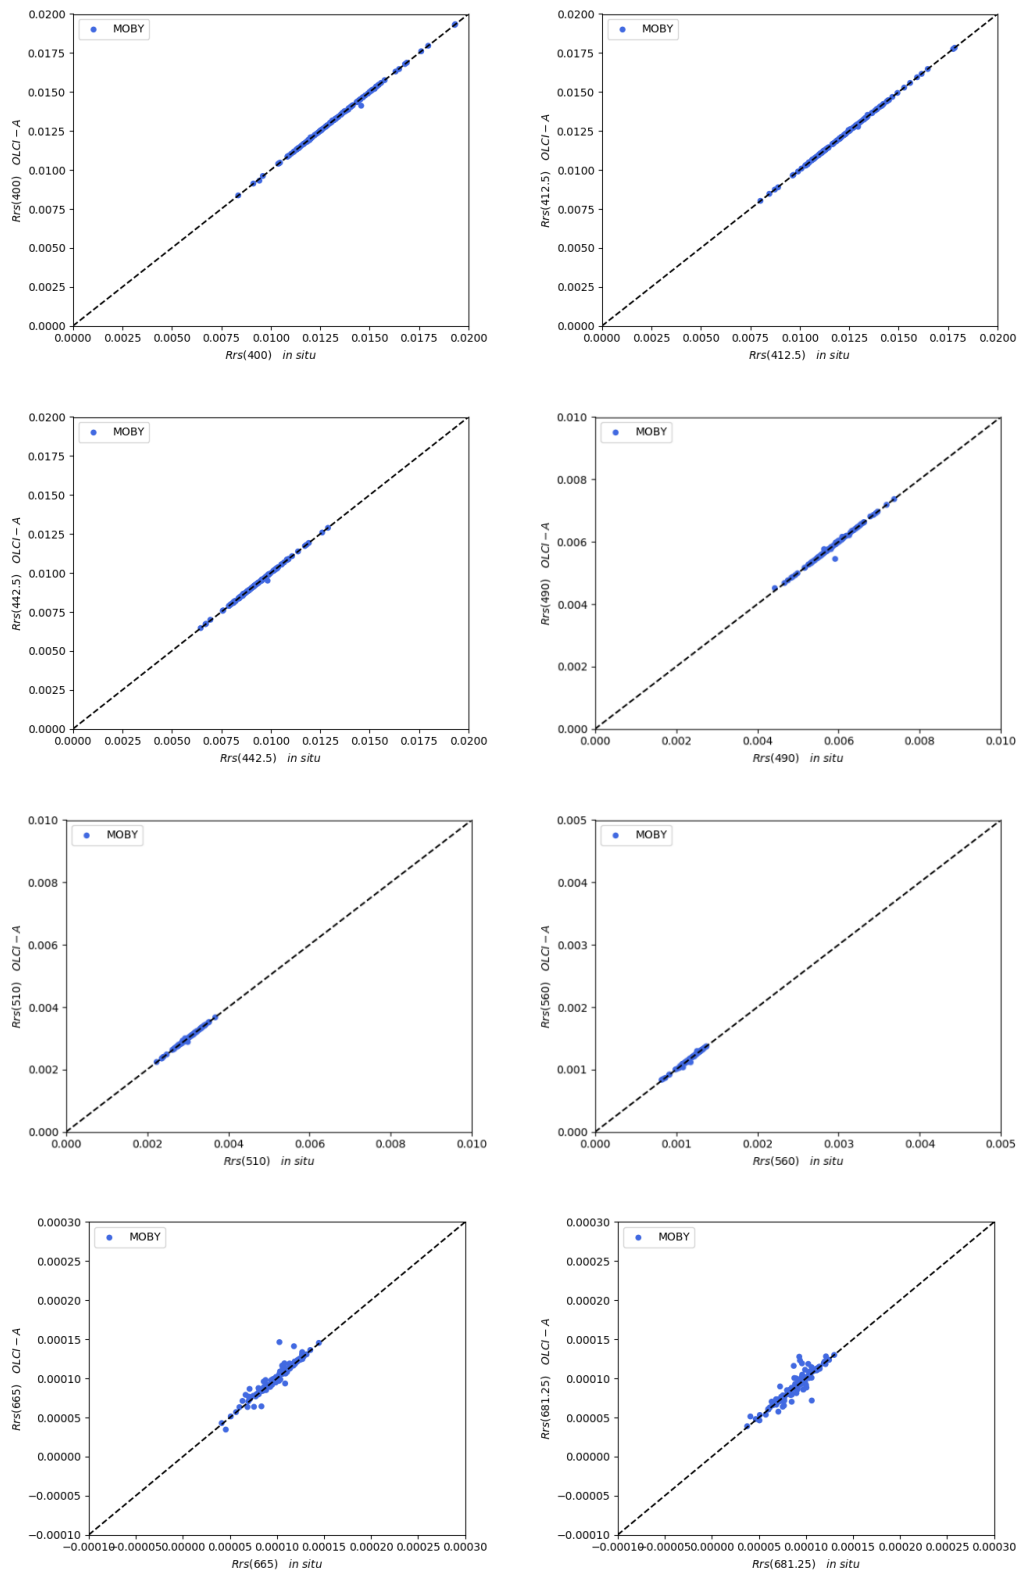 MOBY
0.0200
0.0175
0.0150
0.0125
0.0100
0.0075
0.0050
0.0025
0.0000
Rrs(400) OLCI − A
0.0000 0.0025 0.0050 0.0075 0.0100 0.0125 0.0150 0.0175 0.0200
Rrs(400) in situ
MOBY
0.0200
0.0175
0.0150
0.0125
0.0100
0.0075
0.0050
0.0025
0.0000
Rrs(412.5) OLCI − A
0.0000 0.0025 0.0050 0.0075 0.0100 0.0125 0.0150 0.0175 0.0200
Rrs(412.5) in situ
MOBY
0.0200
0.0175
0.0150
0.0125
0.0100
0.0075
0.0050
0.0025
0.0000
Rrs(442.5) OLCI − A
0.0000 0.0025 0.0050 0.0075 0.0100 0.0125 0.0150 0.0175 0.0200
Rrs(442.5) in situ
MOBY
0.010
0.008
0.006
0.004
0.002
0.000
Rrs(490) OLCI − A
0.000 0.002 0.004 0.006 0.008 0.010
Rrs(490) in situ
MOBY
0.010
0.008
0.006
0.004
0.002
0.000
Rrs(510) OLCI − A
0.000 0.002 0.004 0.006 0.008 0.010
Rrs(510) in situ
MOBY
0.005
0.004
0.003
0.002
0.001
0.000
Rrs(560) OLCI − A
0.000 0.001 0.002 0.003 0.004 0.005
Rrs(560) in situ
MOBY
0.00030
0.00025
0.00020
0.00015
0.00010
0.00005
0.00000
−0.00005
−0.00010
Rrs(665) OLCI − A
−0.00010 −0.00005 0.00000 0.00005 0.00010 0.00015 0.00020 0.00025 0.00030
Rrs(665) in situ
MOBY
0.00030
0.00025
0.00020
0.00015
0.00010
0.00005
0.00000
−0.00005
−0.00010
Rrs(681.25) OLCI − A
−0.00010 −0.00005 0.00000 0.00005 0.00010 0.00015 0.00020 0.00025 0.00030
Rrs(681.25) in situ